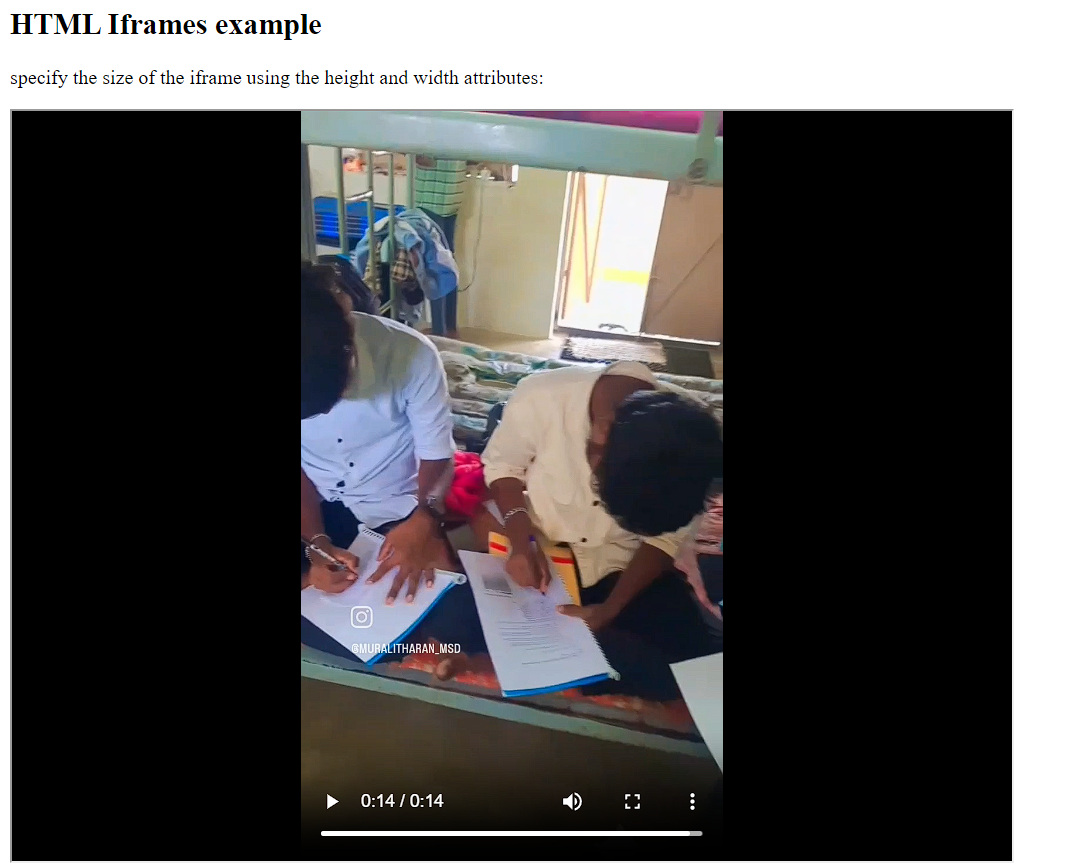 HTML Iframes example
specify the size of the iframe using the height and width attributes:
@MURALITHARAN_MSD
0:14 / 0:14